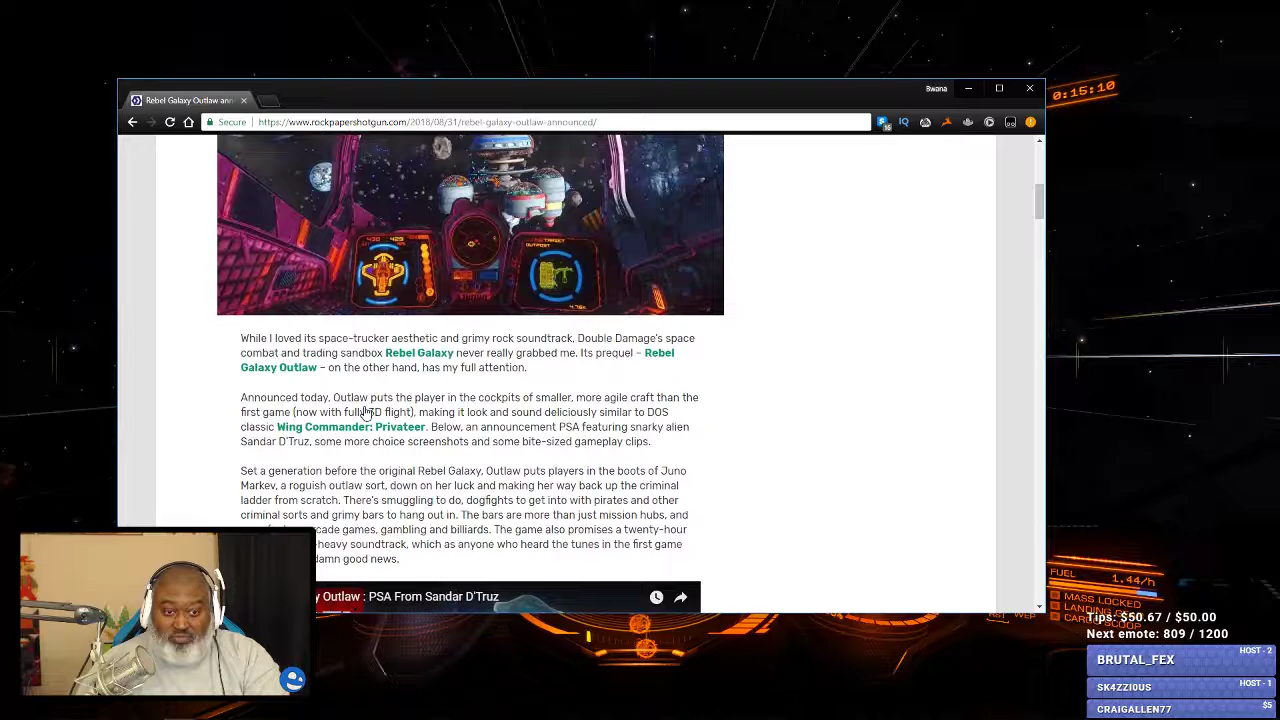 Bwana
Rebel Galaxy Outlaw ann
Secure https://www.rockpapershotgun.com/2018/08/31/rebel-galaxy-outlaw-announced/
0:15:10
While I loved its space-trucker aesthetic and grimy rock soundtrack, Double Damage's space
combat and trading sandbox Rebel Galaxy never really grabbed me. Its prequel – Rebel
Galaxy Outlaw – on the other hand, has my full attention.
Announced today, Outlaw puts the player in the cockpits of smaller, more agile craft than the
first game (now with full 3D flight), making it look and sound deliciously similar to DOS
classic Wing Commander: Privateer. Below, an announcement PSA featuring snarky alien
Sandar D'Truz, some more choice screenshots and some bite-sized gameplay clips.
Set a generation before the original Rebel Galaxy, Outlaw puts players in the boots of Juno
Markev, a roguish outlaw sort, down on her luck and making her way back up the criminal
ladder from scratch. There's smuggling to do, dogfights to get into with pirates and other
criminal sorts and grimy bars to hang out in. The bars are more than just mission hubs, and
cade games, gambling and billiards. The game also promises a twenty-hour
heavy soundtrack, which as anyone who heard the tunes in the first game
damn good news.
y Outlaw : PSA From Sandar D'Truz
FUEL 1.44/h
MASS LOCKED
LANDING
CARGO SCOOP
Tips: $50.67 / $50.00
Next emote: 809 / 1200
HOST - 2
BRUTAL_FEX
HOST - 1
SK4ZZI0US
$5
CRAIGALLEN77